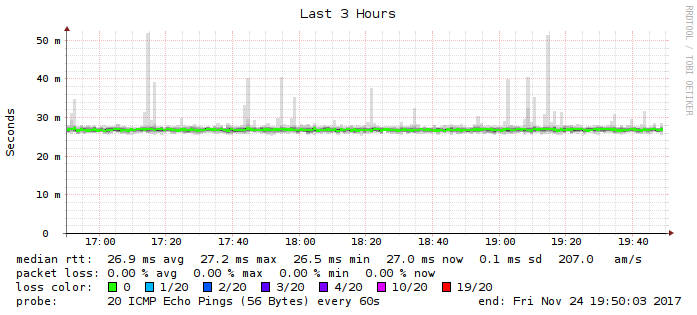 Last 3 Hours
RRDTOOL / TOBI OETIKER
Seconds
50 m
40 m
30 m
20 m
10 m
0
17:00 17:20 17:40 18:00 18:20 18:40 19:00 19:20 19:40
median rtt: 26.9 ms avg 27.2 ms max 26.5 ms min 27.0 ms now 0.1 ms sd 207.0 am/s
packet loss: 0.00 % avg 0.00 % max 0.00 % min 0.00 % now
loss color: 0 1/20 2/20 3/20 4/20 10/20 19/20
probe: 20 ICMP Echo Pings (56 Bytes) every 60s end: Fri Nov 24 19:50:03 2017